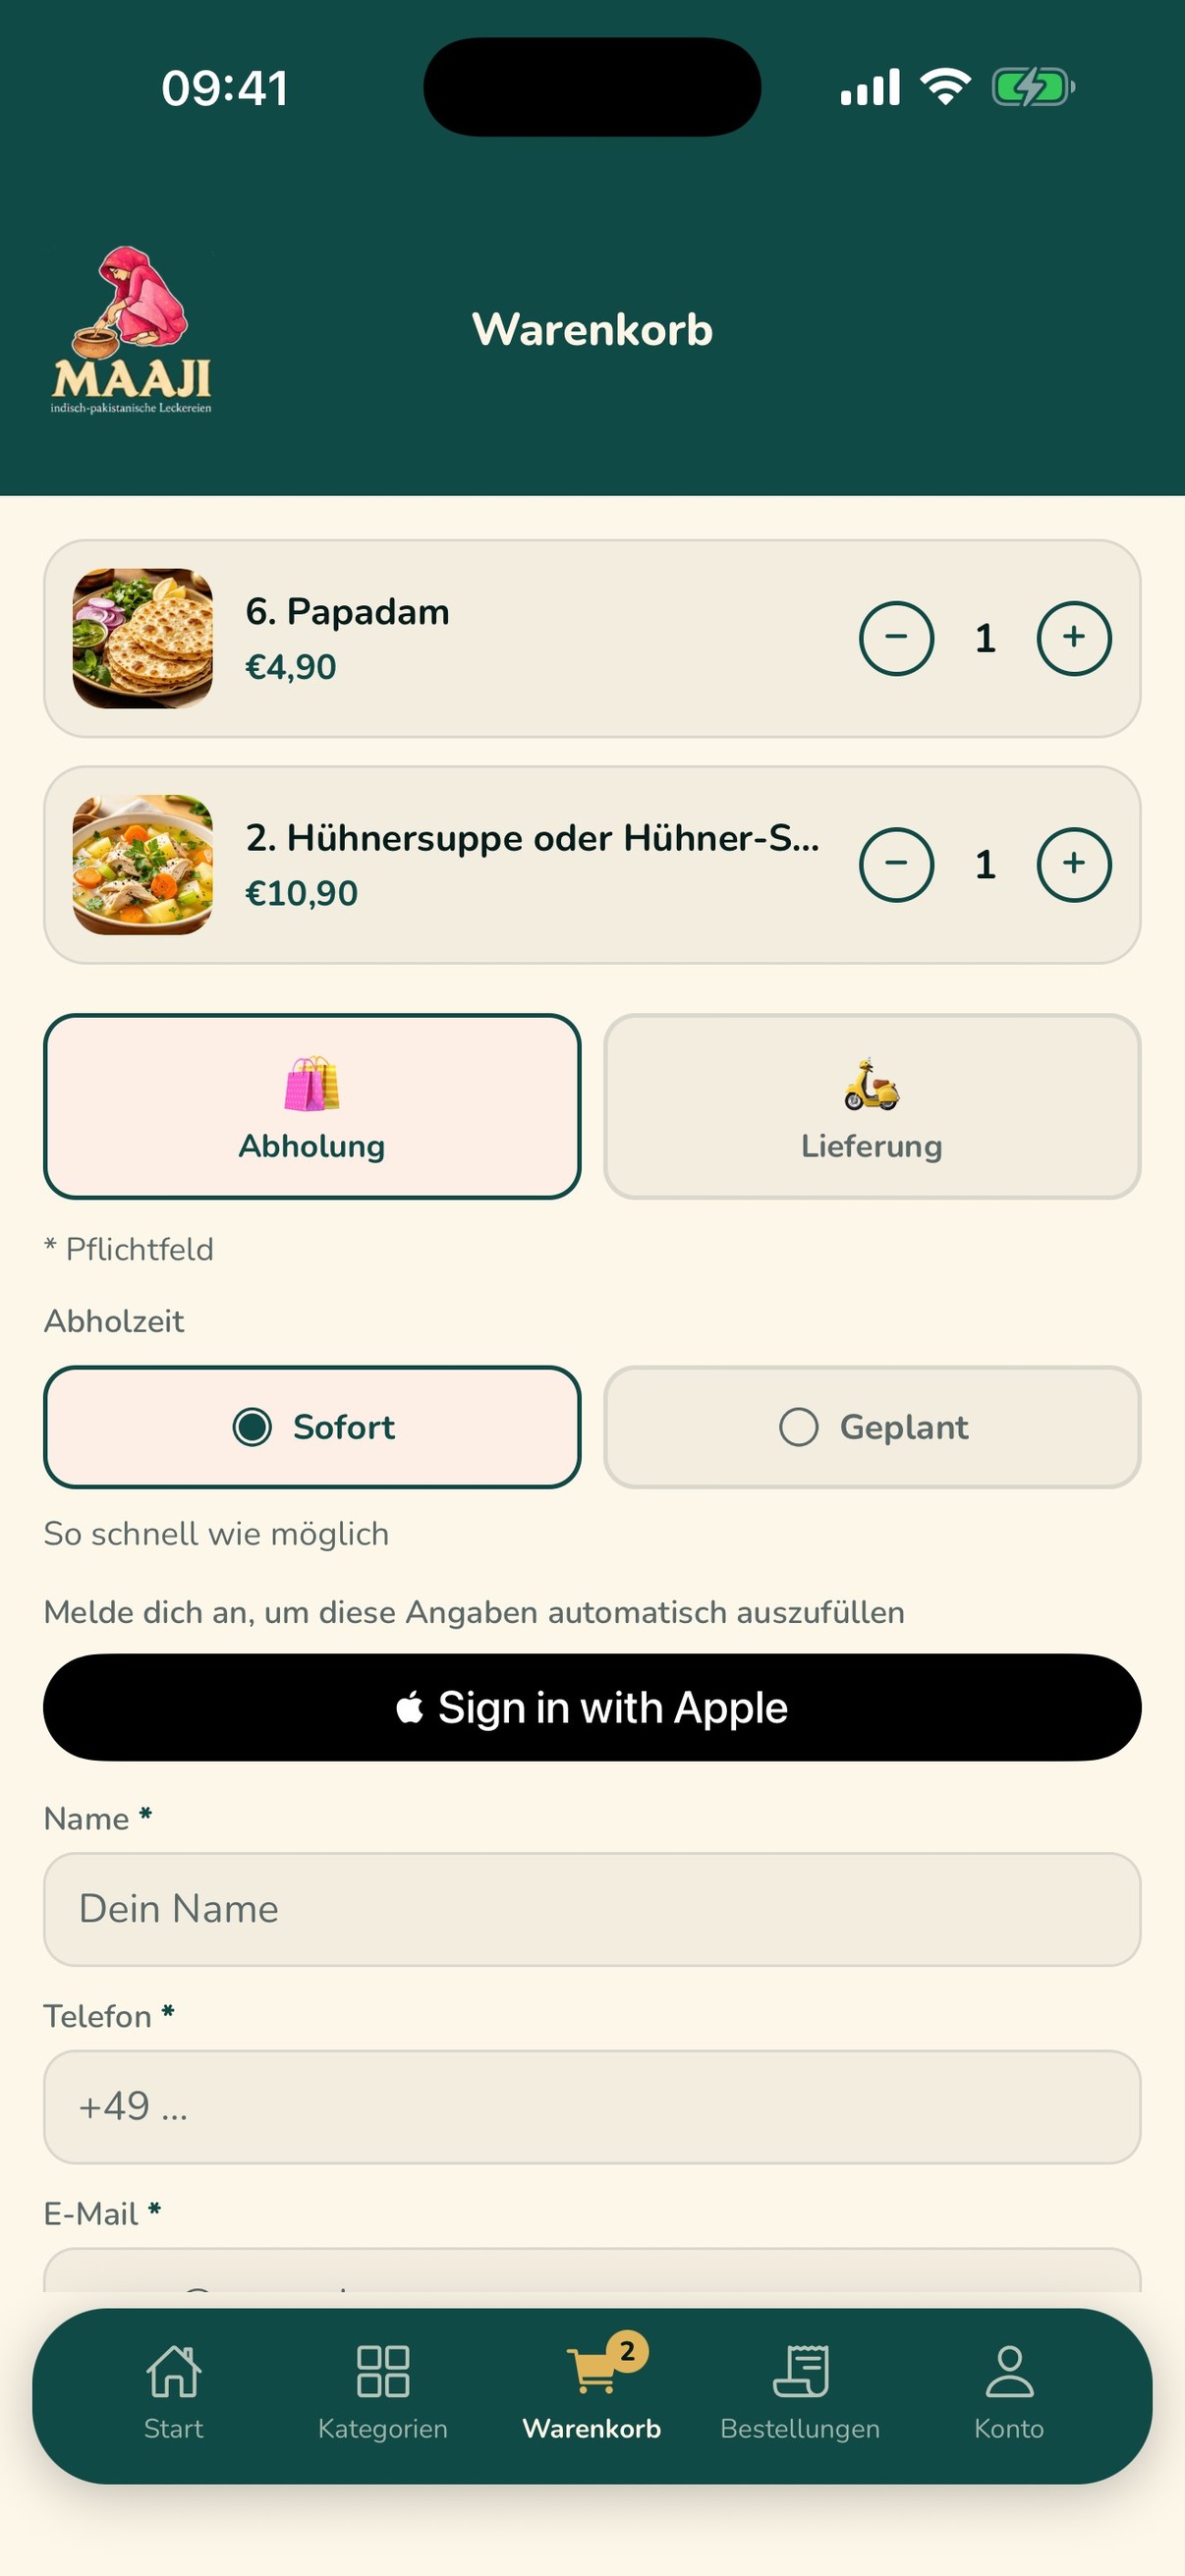 09:41
MAAJI
indisch-pakistanische Leckereien
Warenkorb
6. Papadam
€4,90
− 1 +
2. Hühnersuppe oder Hühner-S...
€10,90
− 1 +
Abholung
Lieferung
* Pflichtfeld
Abholzeit
Sofort
Geplant
So schnell wie möglich
Melde dich an, um diese Angaben automatisch auszufüllen
Sign in with Apple
Name *
Dein Name
Telefon *
+49 ...
E-Mail *
2
Start
Kategorien
Warenkorb
Bestellungen
Konto